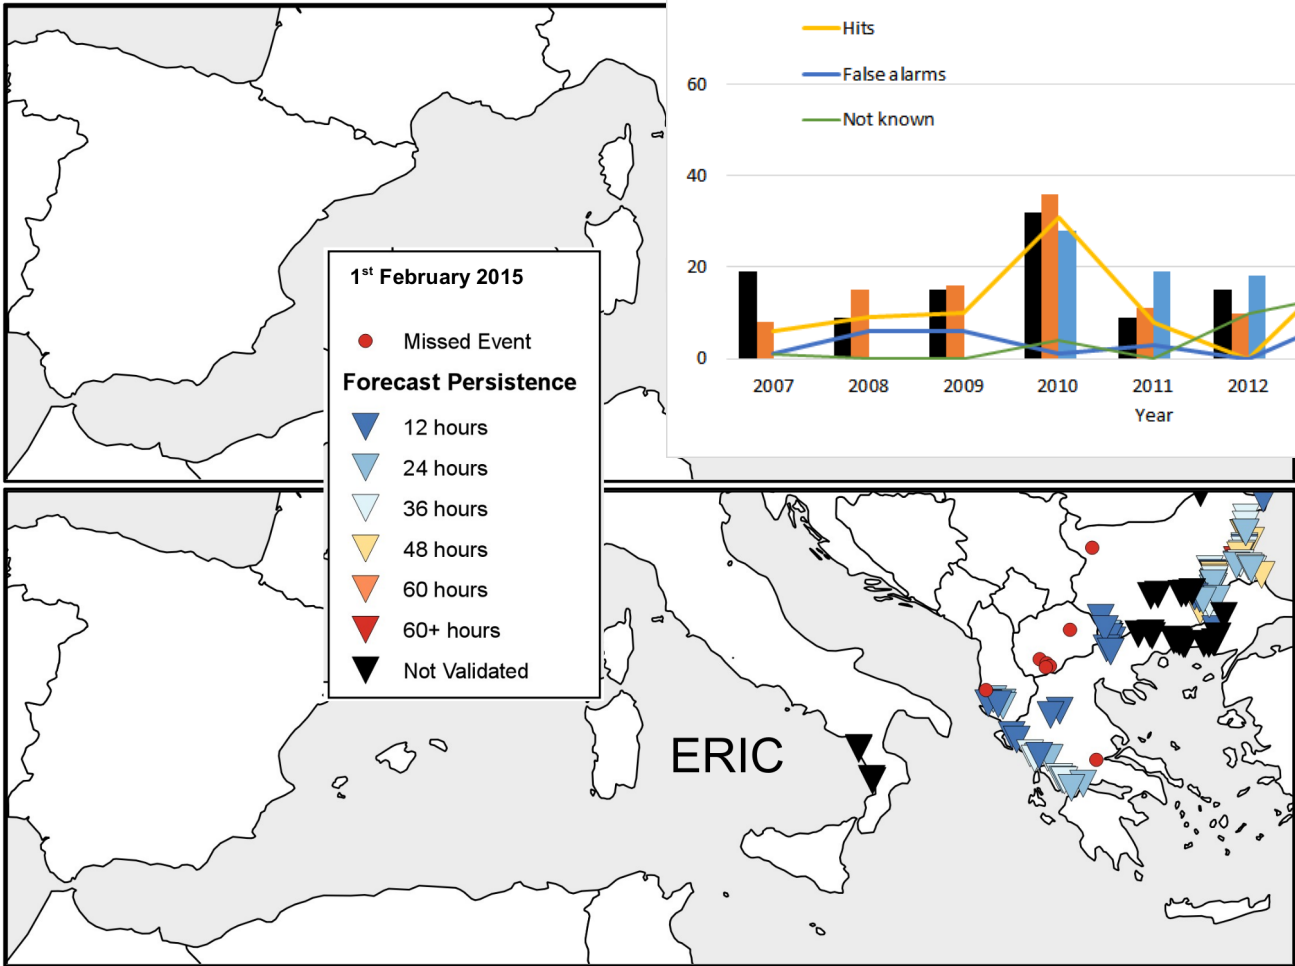 Hits
False alarms
60
Not known
40
20
0
2007 2008 2009 2010 2011 2012
Year
1st February 2015
Missed Event
Forecast Persistence
12 hours
24 hours
36 hours
48 hours
60 hours
60+ hours
Not Validated
ERIC